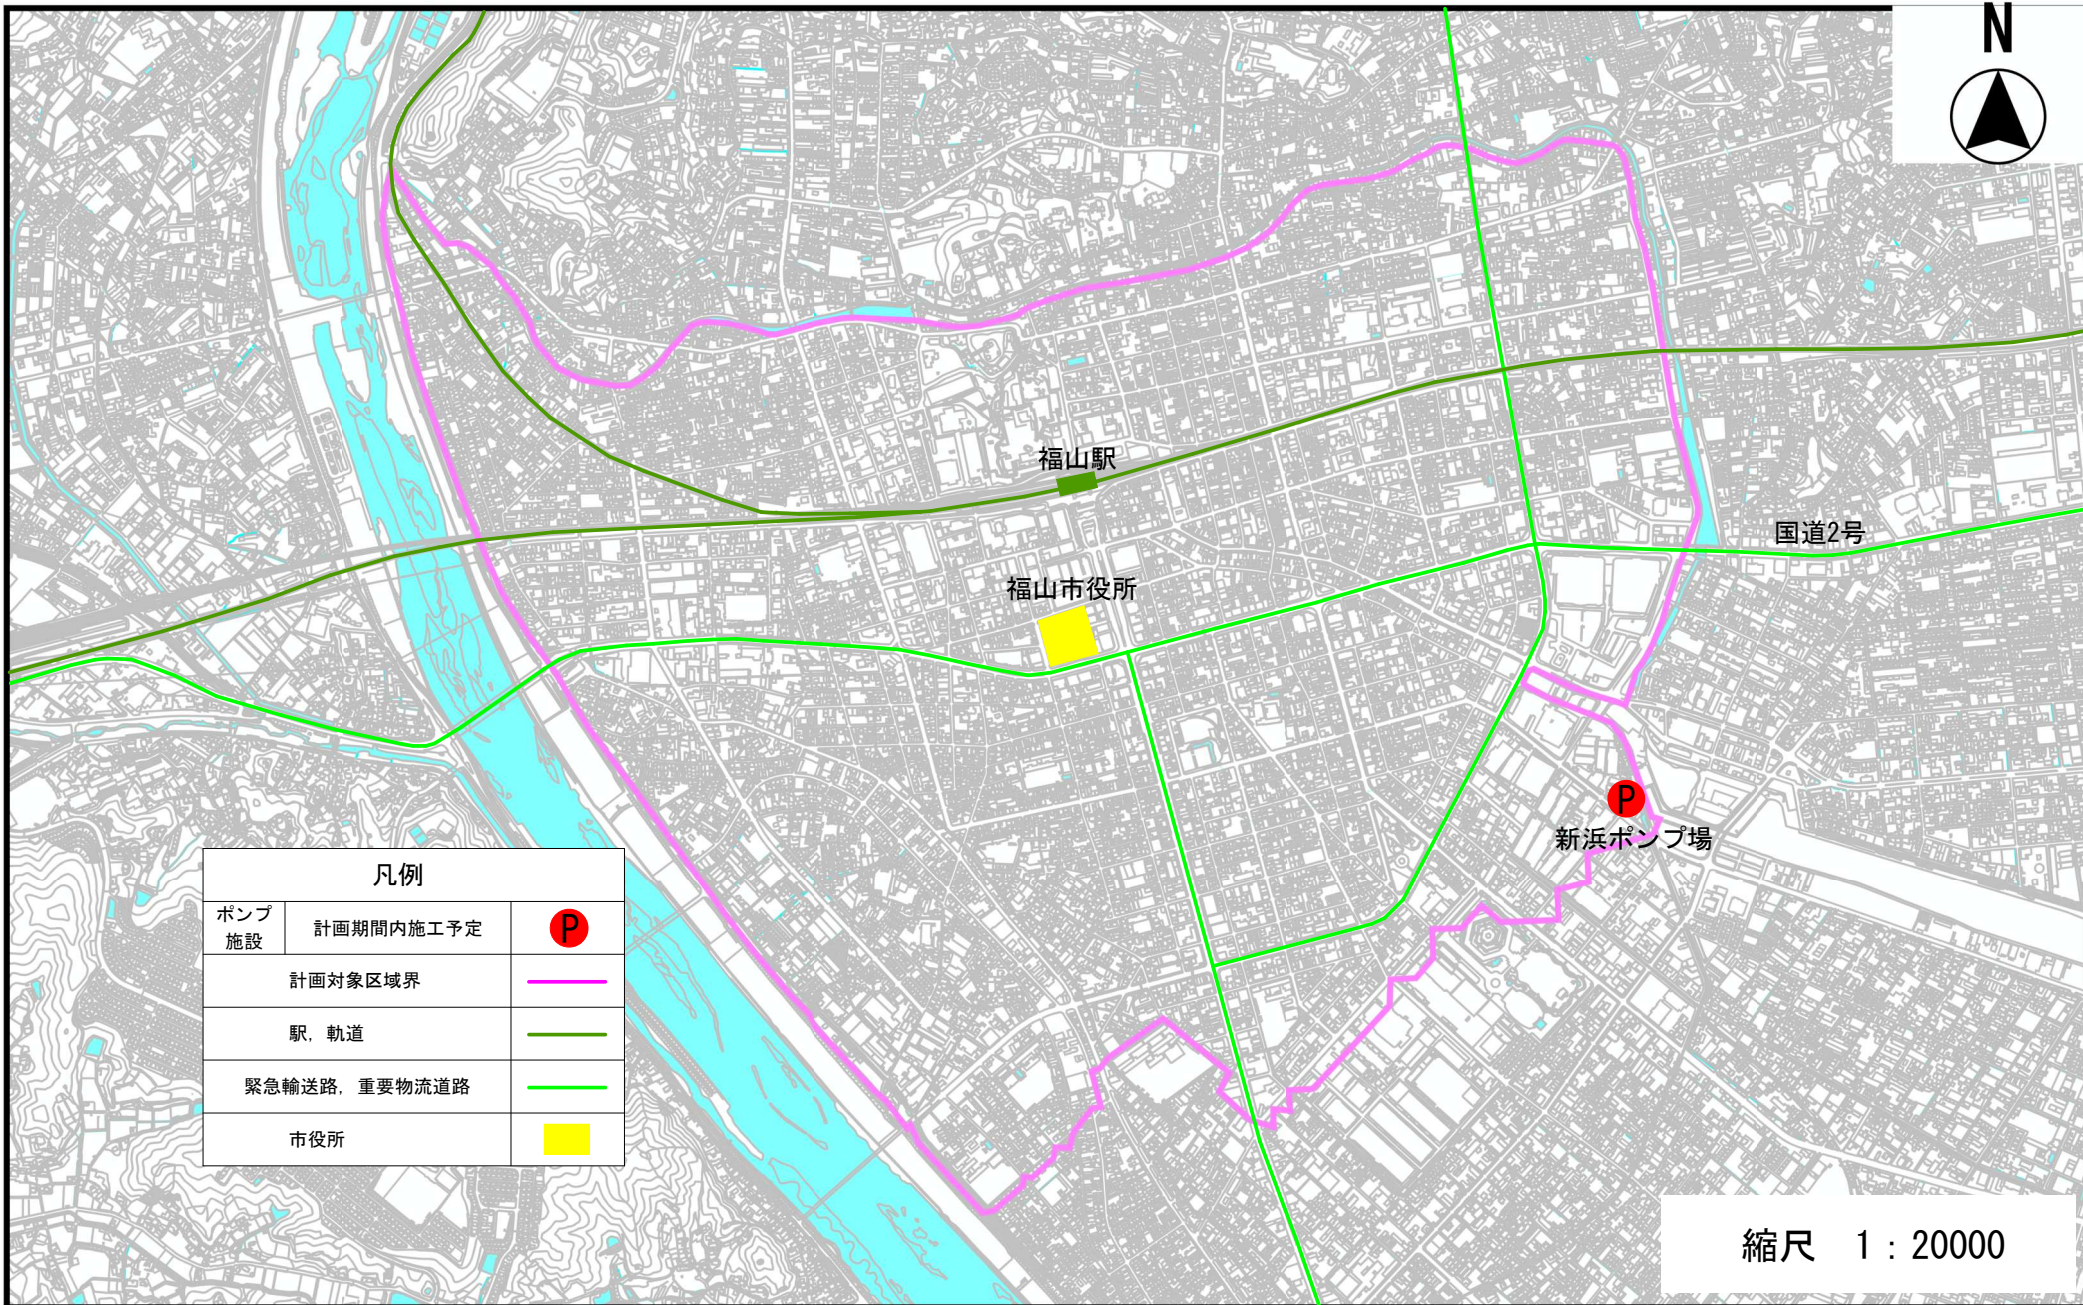 N
福山駅
国道2号
福山市役所
P
新浜ポンプ場
凡例
ポンプ
施設
計画期間内施工予定
P
計画対象区域界
駅，軌道
緊急輸送路，重要物流道路
市役所
縮尺　1：20000